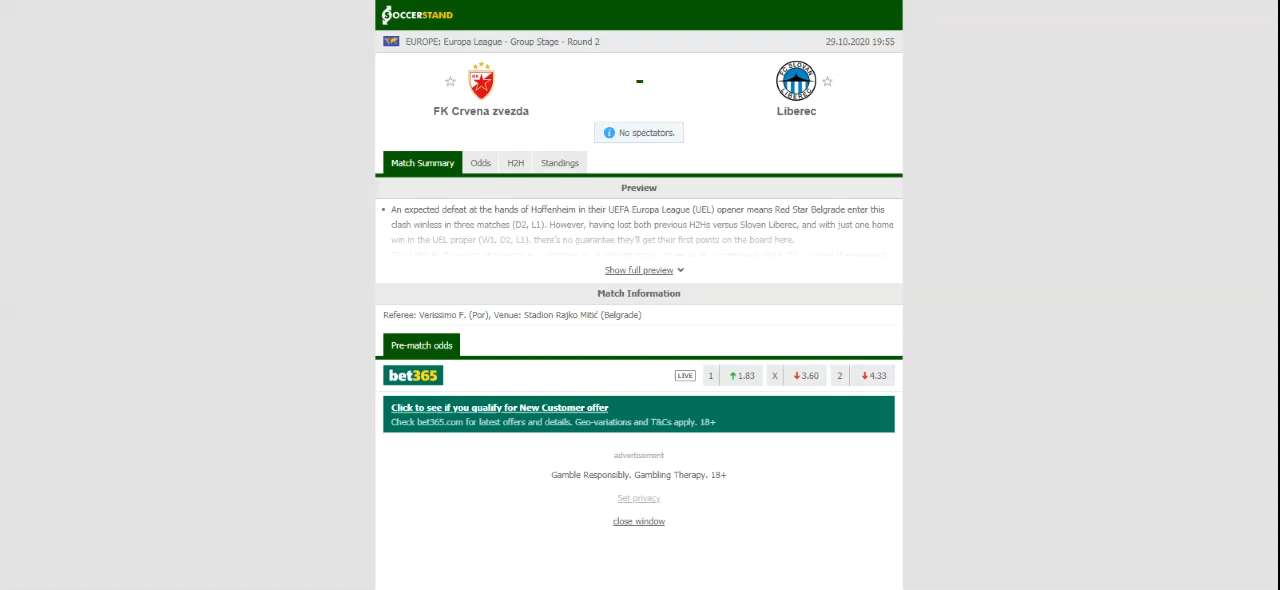 SOCCERSTAND
EUROPE: Europa League - Group Stage - Round 2
29.10.2020 19:55
-
FK Crvena zvezda
FC SLOVAN
LIBEREC
Liberec
No spectators.
Match Summary
Odds
H2H
Standings
Preview
• An expected defeat at the hands of Hoffenheim in their UEFA Europa League (UEL) opener means Red Star Belgrade enter this
clash winless in three matches (D2, L1). However, having lost both previous H2Hs versus Slovan Liberec, and with just one home
win in the UEL proper (W1, D2, L1), there's no guarantee they'll get their first points on the board here.
Show full preview
Match Information
Referee: Verissimo F. (Por), Venue: Stadion Rajko Mitić (Belgrade)
Pre-match odds
bet365
LIVE
1 1.83
X 3.60
2 4.33
Click to see if you qualify for New Customer offer
Check bet365.com for latest offers and details. Geo-variations and T&Cs apply. 18+
advertisement
Gamble Responsibly. Gambling Therapy. 18+
Set privacy
close window